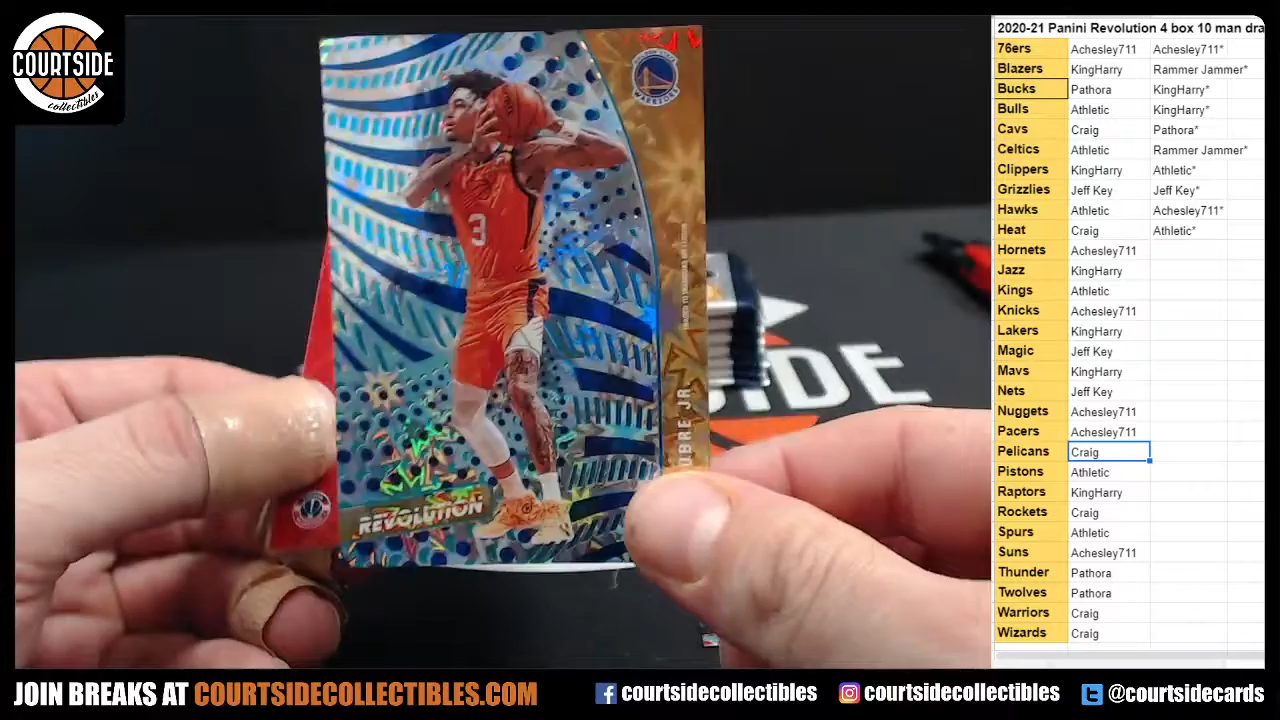 COURTSIDE
collectibles
WARRIORS
3
REVOLUTION
UBRE JR
SIDE
2020-21 Panini Revolution 4 box 10 man dra
76ers Achesley711 Achesley711*
Blazers KingHarry Rammer Jammer*
Bucks Pathora KingHarry*
Bulls Athletic KingHarry*
Cavs Craig Pathora*
Celtics Athletic Rammer Jammer*
Clippers KingHarry Athletic*
Grizzlies Jeff Key Jeff Key*
Hawks Athletic Achesley711*
Heat Craig Athletic*
Hornets Achesley711
Jazz KingHarry
Kings Athletic
Knicks Achesley711
Lakers KingHarry
Magic Jeff Key
Mavs KingHarry
Nets Jeff Key
Nuggets Achesley711
Pacers Achesley711
Pelicans Craig
Pistons Athletic
Raptors KingHarry
Rockets Craig
Spurs Athletic
Suns Achesley711
Thunder Pathora
Twolves Pathora
Warriors Craig
Wizards Craig
JOIN BREAKS AT COURTSIDECOLLECTIBLES.COM
courtsidecollectibles
courtsidecollectibles
@courtsidecards